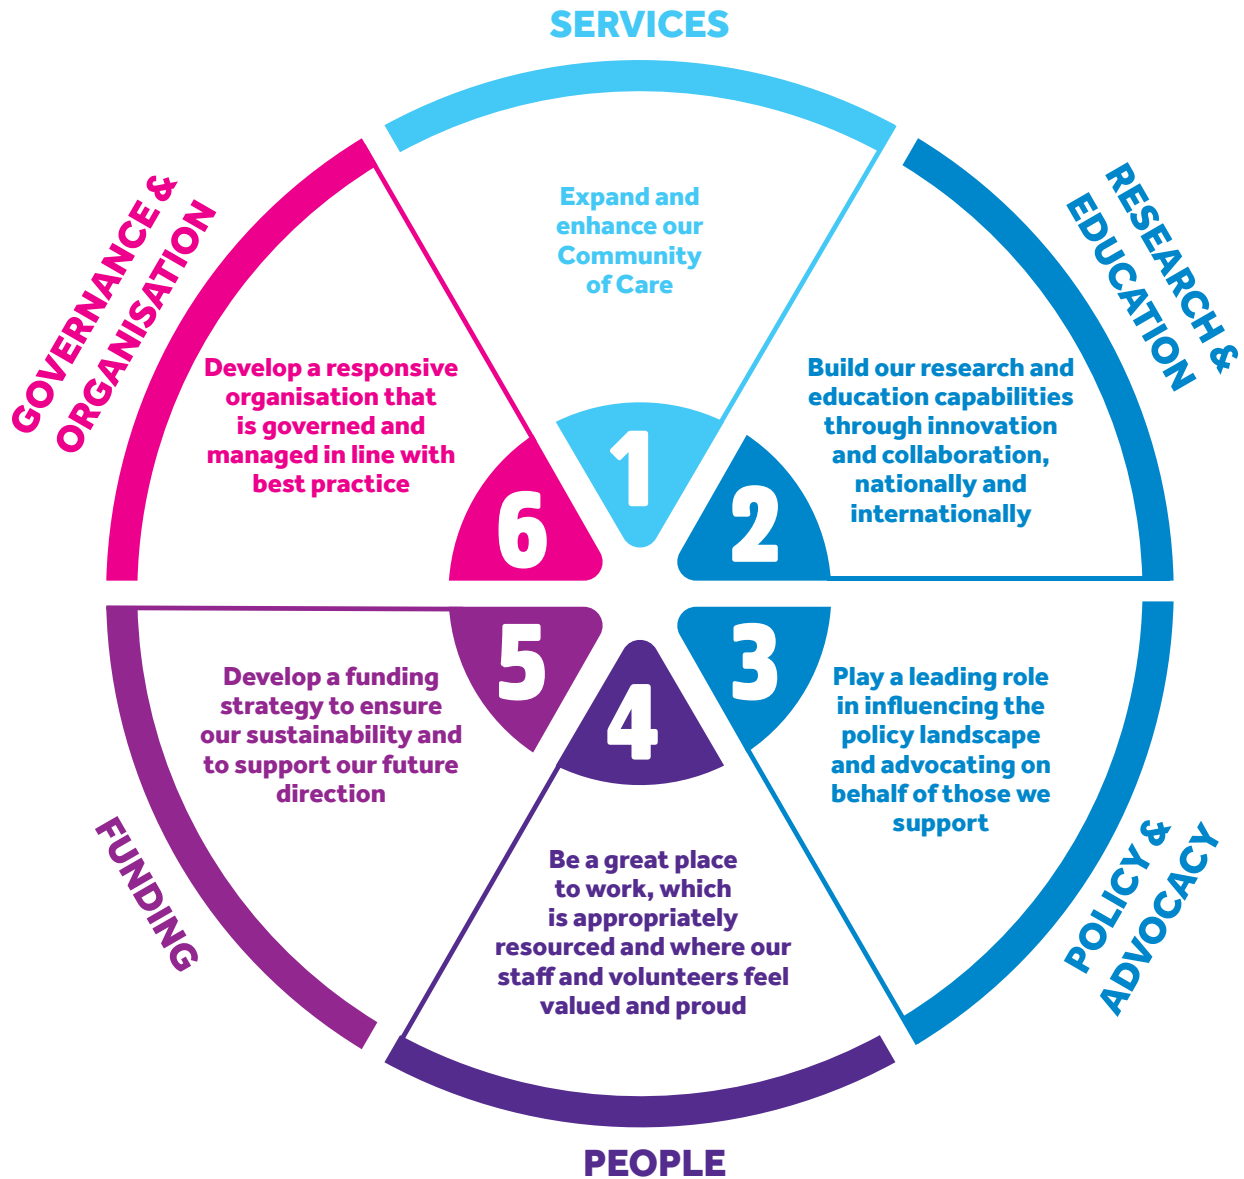 SERVICES
Expand and
enhance our
Community
of Care
1
RESEARCH &
EDUCATION
Build our research and
education capabilities
through innovation
and collaboration,
nationally and
internationally
2
POLICY &
ADVOCACY
Play a leading role
in influencing the
policy landscape
and advocating on
behalf of those we
support
3
PEOPLE
Be a great place
to work, which
is appropriately
resourced and where our
staff and volunteers feel
valued and proud
4
FUNDING
Develop a funding
strategy to ensure
our sustainability and
to support our future
direction
5
GOVERNANCE &
ORGANISATION
Develop a responsive
organisation that
is governed and
managed in line with
best practice
6